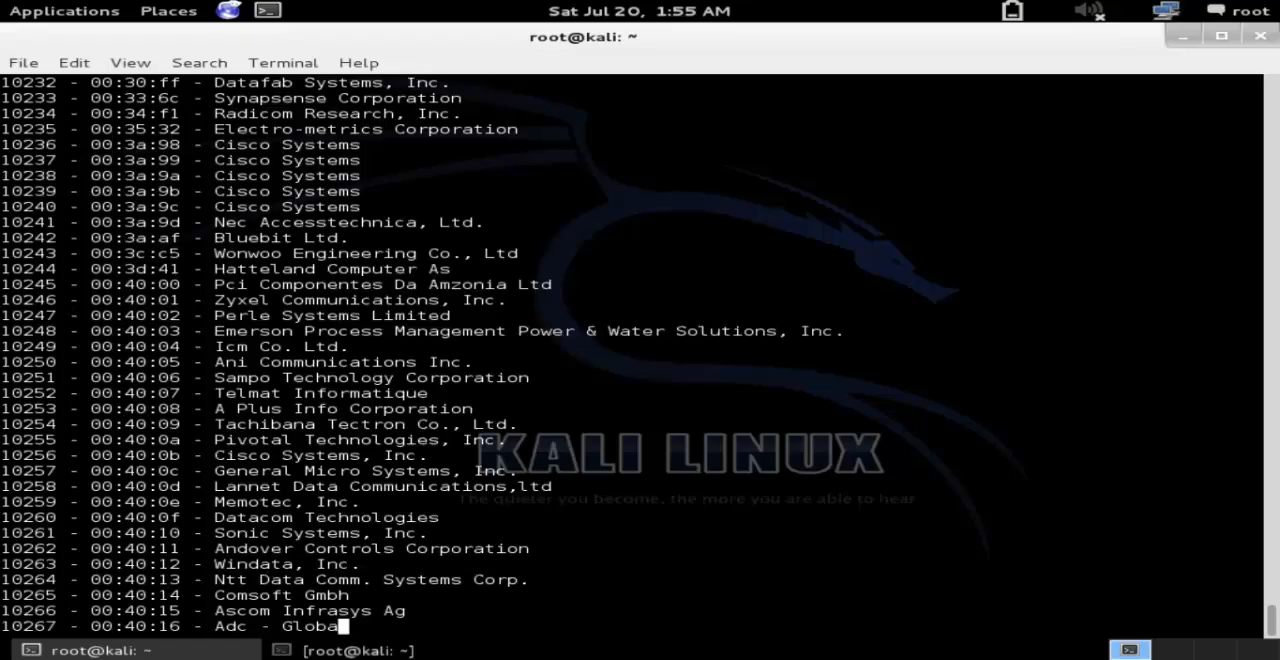 Applications Places Sat Jul 20, 1:55 AM root
root@kali: ~
File Edit View Search Terminal Help
10232 - 00:30:ff - Datafab Systems, Inc.
10233 - 00:33:6c - Synapsense Corporation
10234 - 00:34:f1 - Radicom Research, Inc.
10235 - 00:35:32 - Electro-metrics Corporation
10236 - 00:3a:98 - Cisco Systems
10237 - 00:3a:99 - Cisco Systems
10238 - 00:3a:9a - Cisco Systems
10239 - 00:3a:9b - Cisco Systems
10240 - 00:3a:9c - Cisco Systems
10241 - 00:3a:9d - Nec Accesstechnica, Ltd.
10242 - 00:3a:af - Bluebit Ltd.
10243 - 00:3c:c5 - Wonwoo Engineering Co., Ltd
10244 - 00:3d:41 - Hatteland Computer As
10245 - 00:40:00 - Pci Componentes Da Amzonia Ltd
10246 - 00:40:01 - Zyxel Communications, Inc.
10247 - 00:40:02 - Perle Systems Limited
10248 - 00:40:03 - Emerson Process Management Power & Water Solutions, Inc.
10249 - 00:40:04 - Icm Co. Ltd.
10250 - 00:40:05 - Ani Communications Inc.
10251 - 00:40:06 - Sampo Technology Corporation
10252 - 00:40:07 - Telmat Informatique
10253 - 00:40:08 - A Plus Info Corporation
10254 - 00:40:09 - Tachibana Tectron Co., Ltd.
10255 - 00:40:0a - Pivotal Technologies, Inc.
10256 - 00:40:0b - Cisco Systems, Inc.
10257 - 00:40:0c - General Micro Systems, Inc.
10258 - 00:40:0d - Lannet Data Communications,ltd
10259 - 00:40:0e - Memotec, Inc.
10260 - 00:40:0f - Datacom Technologies
10261 - 00:40:10 - Sonic Systems, Inc.
10262 - 00:40:11 - Andover Controls Corporation
10263 - 00:40:12 - Windata, Inc.
10264 - 00:40:13 - Ntt Data Comm. Systems Corp.
10265 - 00:40:14 - Comsoft Gmbh
10266 - 00:40:15 - Ascom Infrasys Ag
10267 - 00:40:16 - Adc - Globa
KALI LINUX
The quieter you become, the more you are able to hear
root@kali: ~ [root@kali: ~]